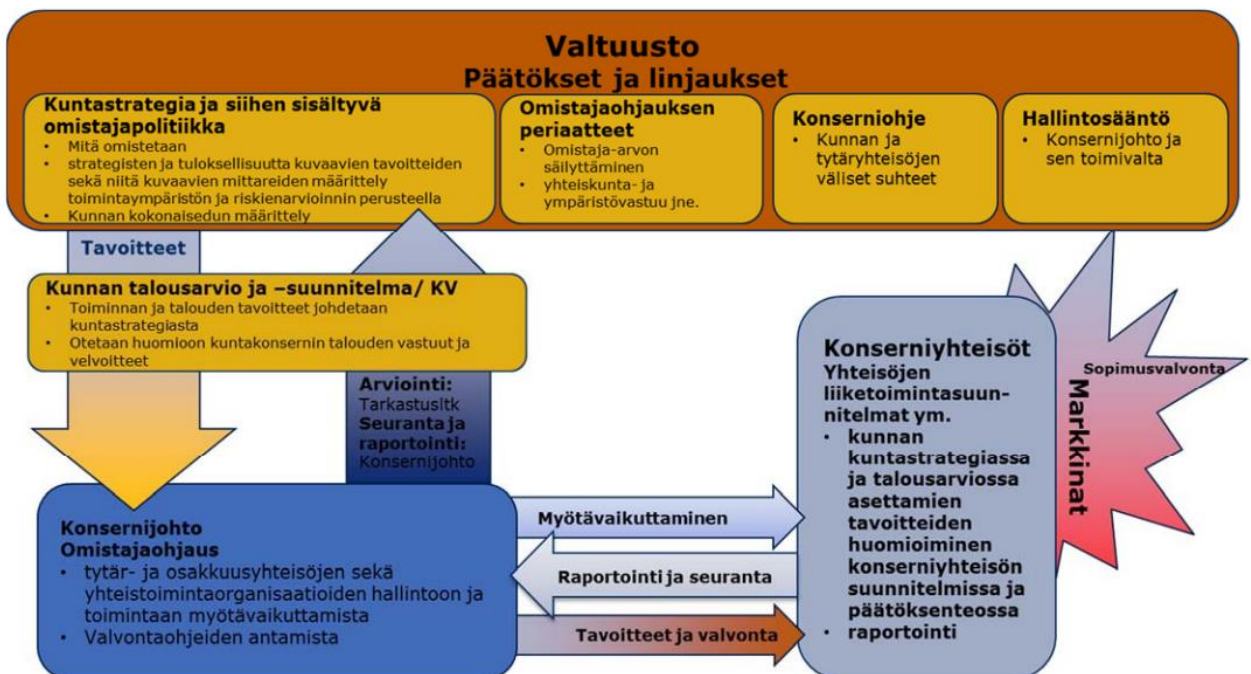 Valtuusto
Päätökset ja linjaukset
Kuntastrategia ja siihen sisältyvä
omistajapolitiikka
• Mitä omistetaan
• strategisten ja tuloksellisuutta kuvaavien tavoitteiden
sekä niitä kuvaavien mittareiden määrittely
toimintaympäristön ja riskienarvioinnin perusteella
• Kunnan kokonaisedun määrittely
Omistajaohjauksen
periaatteet
• Omistaja-arvon
säilyttäminen
• yhteiskunta- ja
ympäristövastuu jne.
Konserniohje
• Kunnan ja
tytäryhteisöjen
väliset suhteet
Hallintosääntö
• Konsernijohto ja
sen toimivalta
Tavoitteet
Kunnan talousarvio ja –suunnitelma/ KV
• Toiminnan ja talouden tavoitteet johdetaan
kuntastrategiasta
• Otetaan huomioon kuntakonsernin talouden vastuut ja
velvoitteet
Arviointi:
Tarkastusltk
Seuranta ja
raportointi:
Konsernijohto
Konsernijohto
Omistajaohjaus
• tytär- ja osakkuusyhteisöjen sekä
yhteistoimintaorganisaatioiden hallintoon ja
toimintaan myötävaikuttamista
• Valvontaohjeiden antamista
Myötävaikuttaminen
Raportointi ja seuranta
Tavoitteet ja valvonta
Konserniyhteisöt
Yhteisöjen
liiketoimintasuun-
nitelmat ym.
• kunnan
kuntastrategiassa
ja talousarviossa
asettamien
tavoitteiden
huomioiminen
konserniyhteisön
suunnitelmissa ja
päätöksenteossa
• raportointi
Sopimusvalvonta
Markkinat